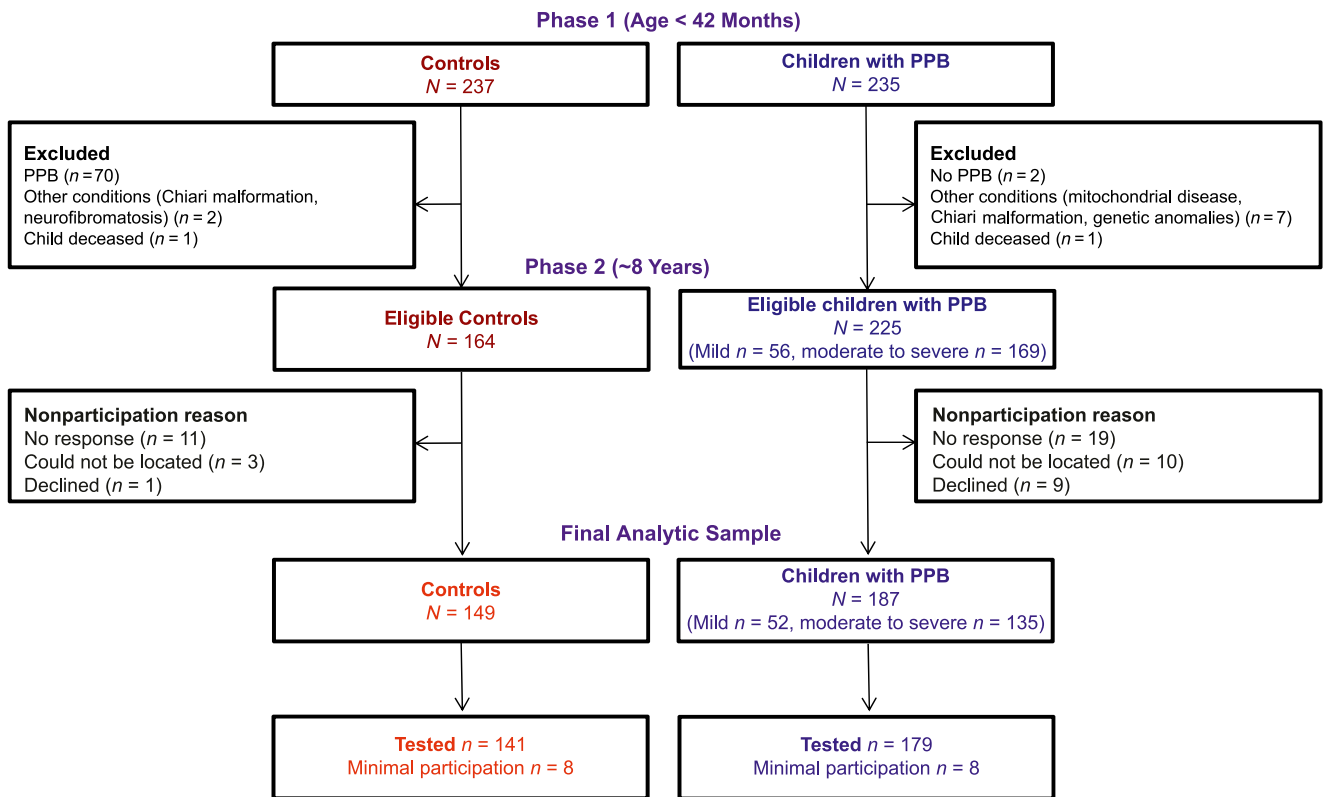 Phase 1 (Age < 42 Months)
Controls
N = 237
Children with PPB
N = 235
Excluded
PPB (n = 70)
Other conditions (Chiari malformation,
neurofibromatosis) (n = 2)
Child deceased (n = 1)
Excluded
No PPB (n = 2)
Other conditions (mitochondrial disease,
Chiari malformation, genetic anomalies) (n = 7)
Child deceased (n = 1)
Phase 2 (~8 Years)
Eligible Controls
N = 164
Eligible children with PPB
N = 225
(Mild n = 56, moderate to severe n = 169)
Nonparticipation reason
No response (n = 11)
Could not be located (n = 3)
Declined (n = 1)
Nonparticipation reason
No response (n = 19)
Could not be located (n = 10)
Declined (n = 9)
Final Analytic Sample
Controls
N = 149
Children with PPB
N = 187
(Mild n = 52, moderate to severe n = 135)
Tested n = 141
Minimal participation n = 8
Tested n = 179
Minimal participation n = 8